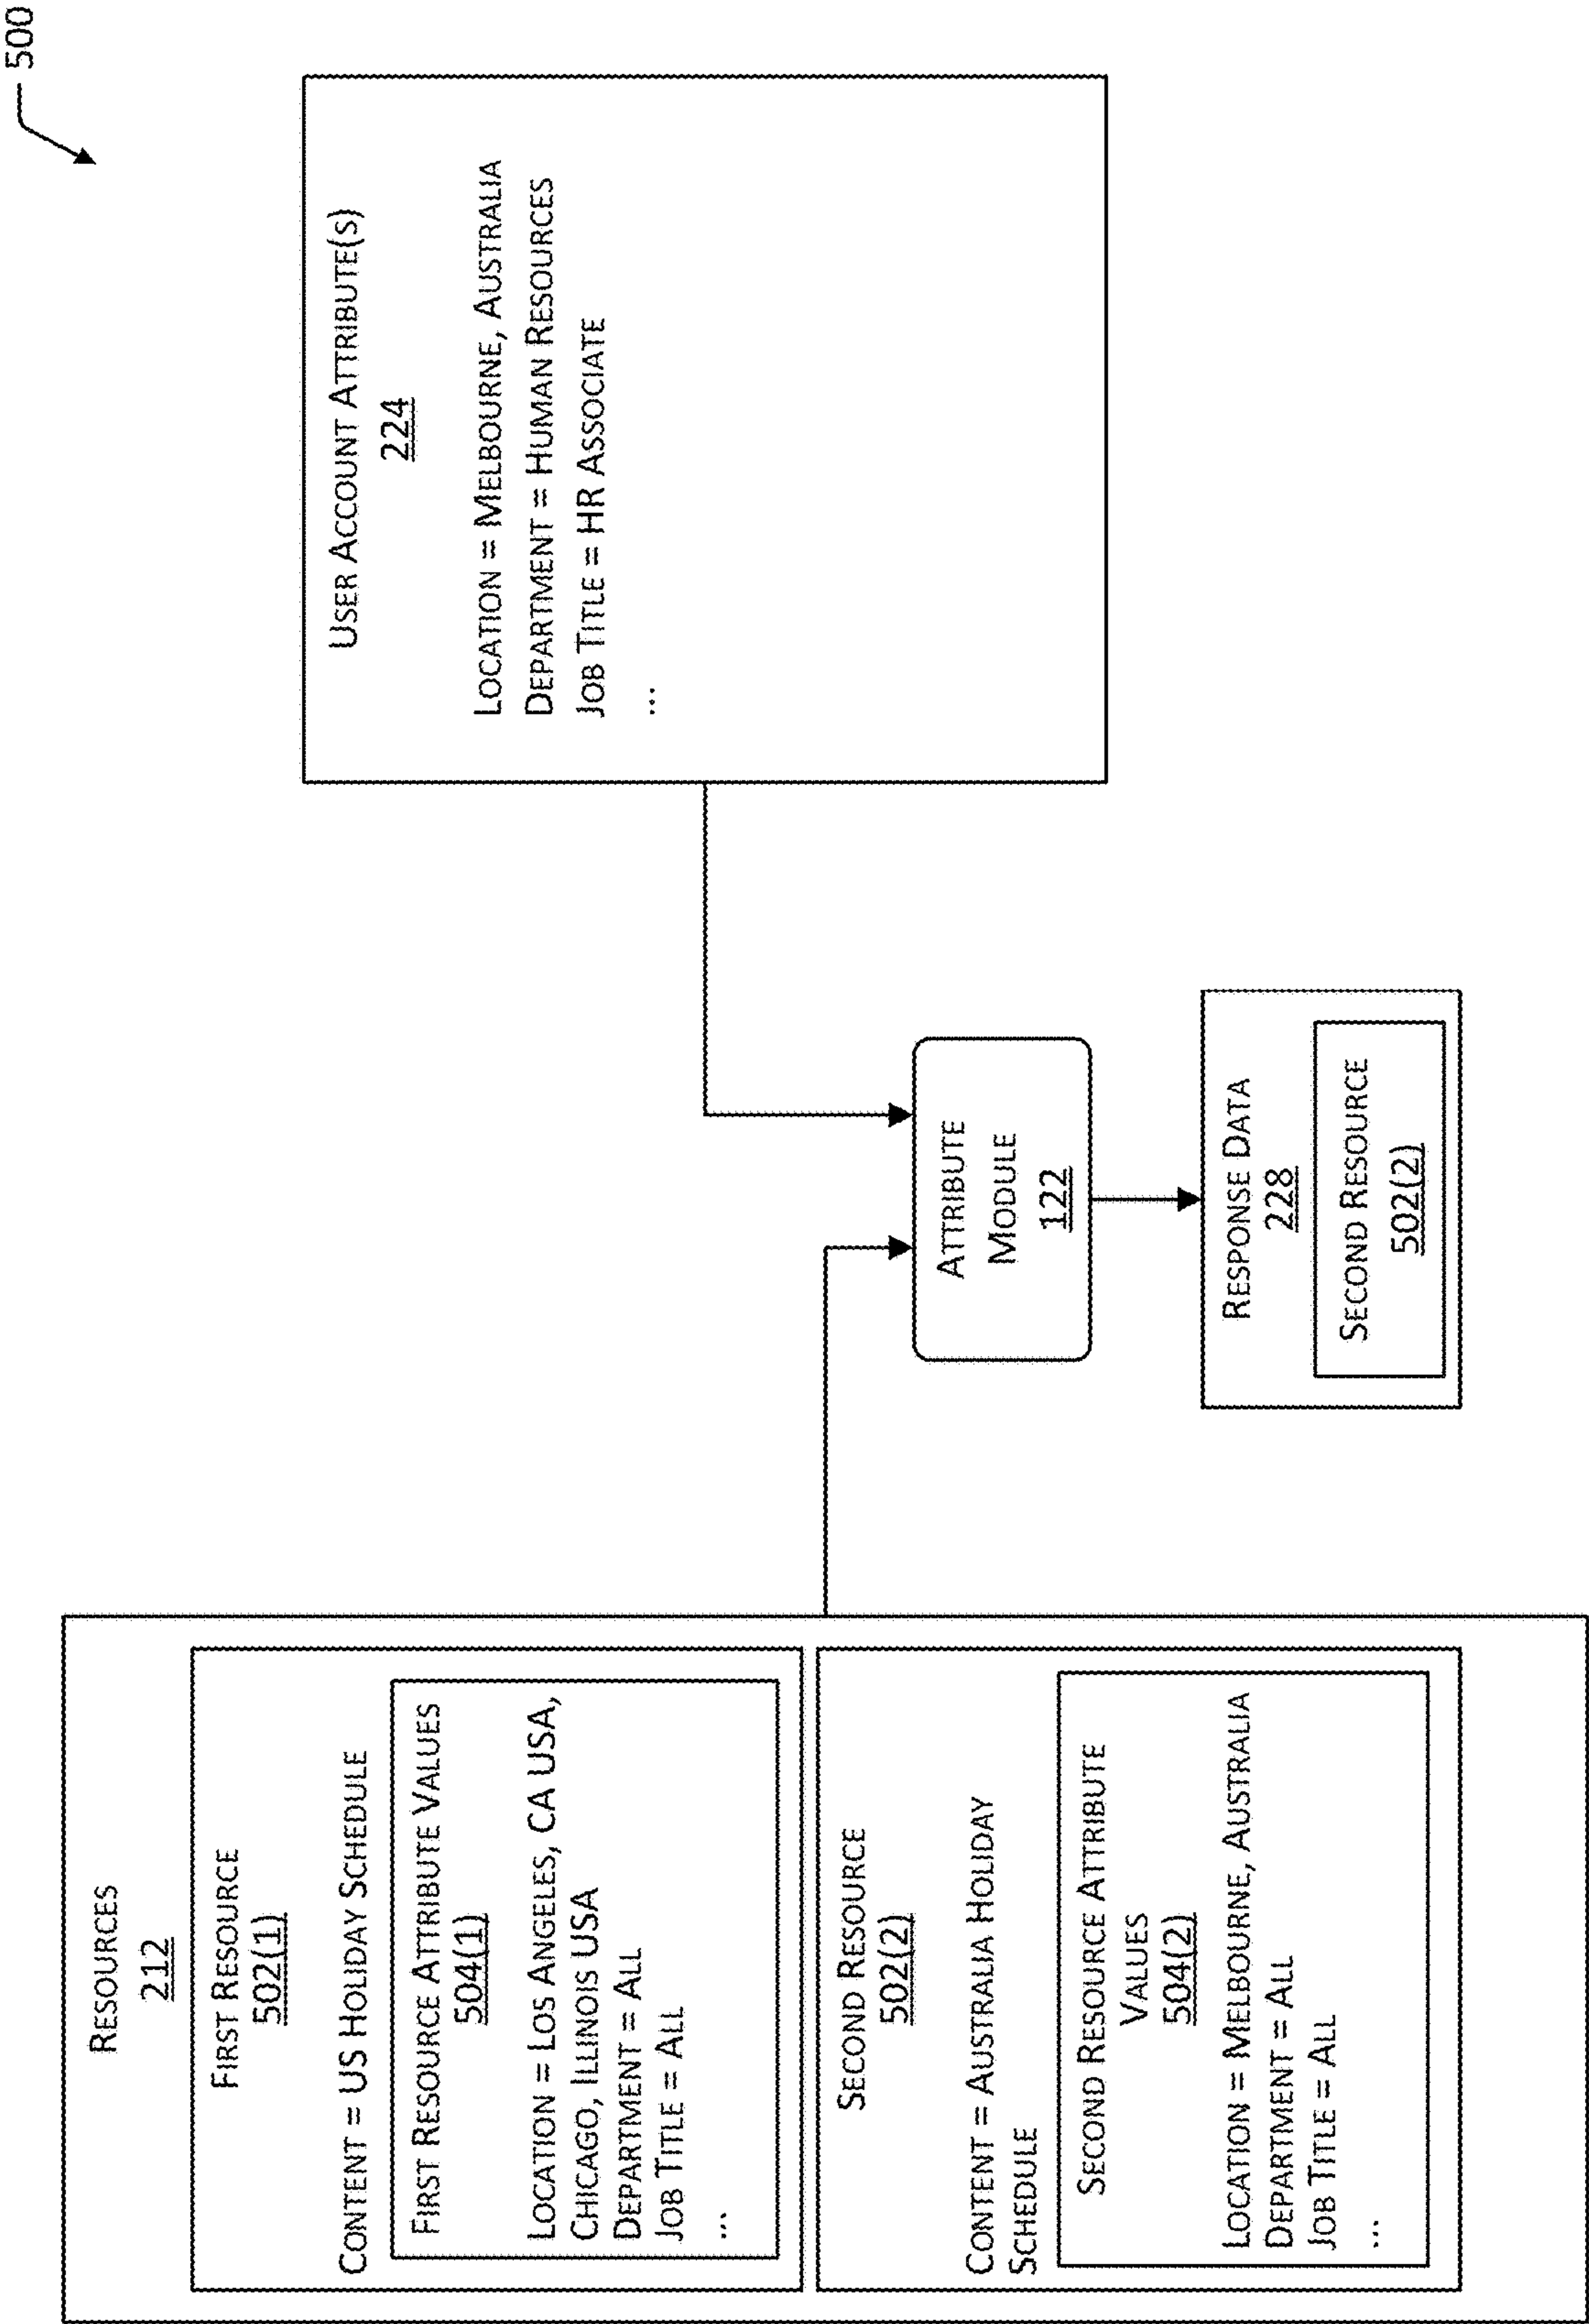 500
RESOURCES
212
FIRST RESOURCE
502(1)
CONTENT = US HOLIDAY SCHEDULE
FIRST RESOURCE ATTRIBUTE VALUES
504(1)
LOCATION = LOS ANGELES, CA USA,
CHICAGO, ILLINOIS USA
DEPARTMENT = ALL
JOB TITLE = ALL
...
SECOND RESOURCE
502(2)
CONTENT = AUSTRALIA HOLIDAY
SCHEDULE
SECOND RESOURCE ATTRIBUTE
VALUES
504(2)
LOCATION = MELBOURNE, AUSTRALIA
DEPARTMENT = ALL
JOB TITLE = ALL
...
ATTRIBUTE
MODULE
122
RESPONSE DATA
228
SECOND RESOURCE
502(2)
USER ACCOUNT ATTRIBUTE(S)
224
LOCATION = MELBOURNE, AUSTRALIA
DEPARTMENT = HUMAN RESOURCES
JOB TITLE = HR ASSOCIATE
...